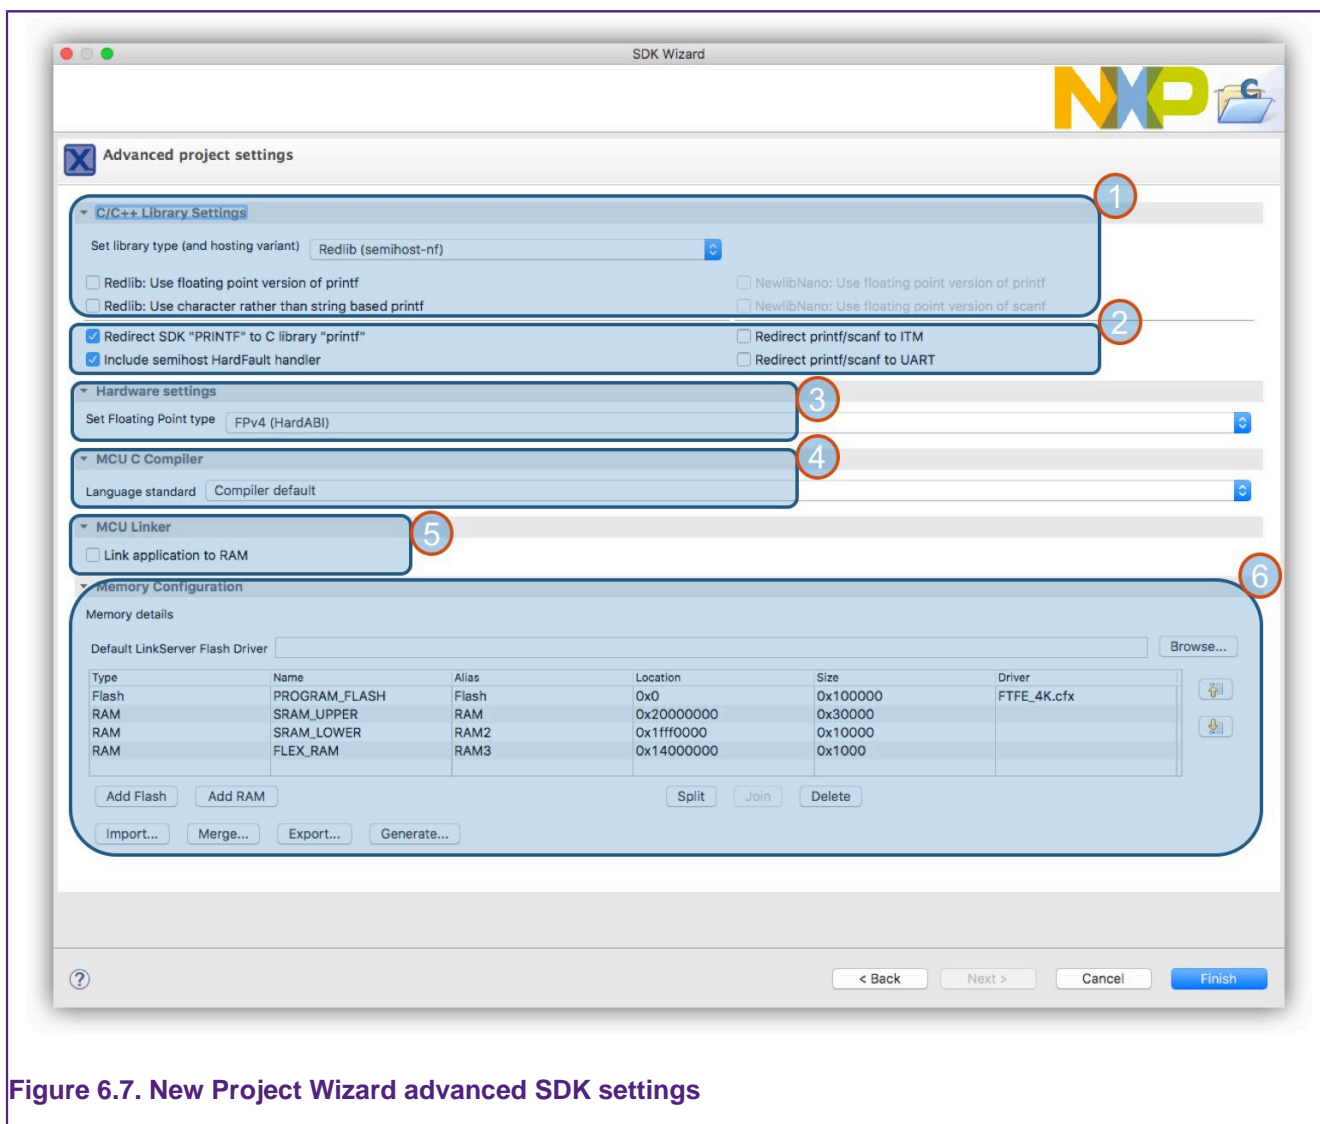 SDK Wizard
NXP
C
Advanced project settings
1
C/C++ Library Settings
Set library type (and hosting variant) Redlib (semihost-nf)
Redlib: Use floating point version of printf NewlibNano: Use floating point version of printf
Redlib: Use character rather than string based printf NewlibNano: Use floating point version of scanf
2
Redirect SDK "PRINTF" to C library "printf" Redirect printf/scanf to ITM
Include semihost HardFault handler Redirect printf/scanf to UART
Hardware settings 3
Set Floating Point type FPv4 (HardABI)
MCU C Compiler 4
Language standard Compiler default
MCU Linker 5
Link application to RAM
Memory Configuration 6
Memory details
Default LinkServer Flash Driver Browse...
Type Name Alias Location Size Driver
Flash PROGRAM_FLASH Flash 0x0 0x100000 FTFE_4K.cfx
RAM SRAM_UPPER RAM 0x20000000 0x30000
RAM SRAM_LOWER RAM2 0x1fff0000 0x10000
RAM FLEX_RAM RAM3 0x14000000 0x1000
Add Flash Add RAM Split Join Delete
Import... Merge... Export... Generate...
? < Back Next > Cancel Finish
Figure 6.7. New Project Wizard advanced SDK settings